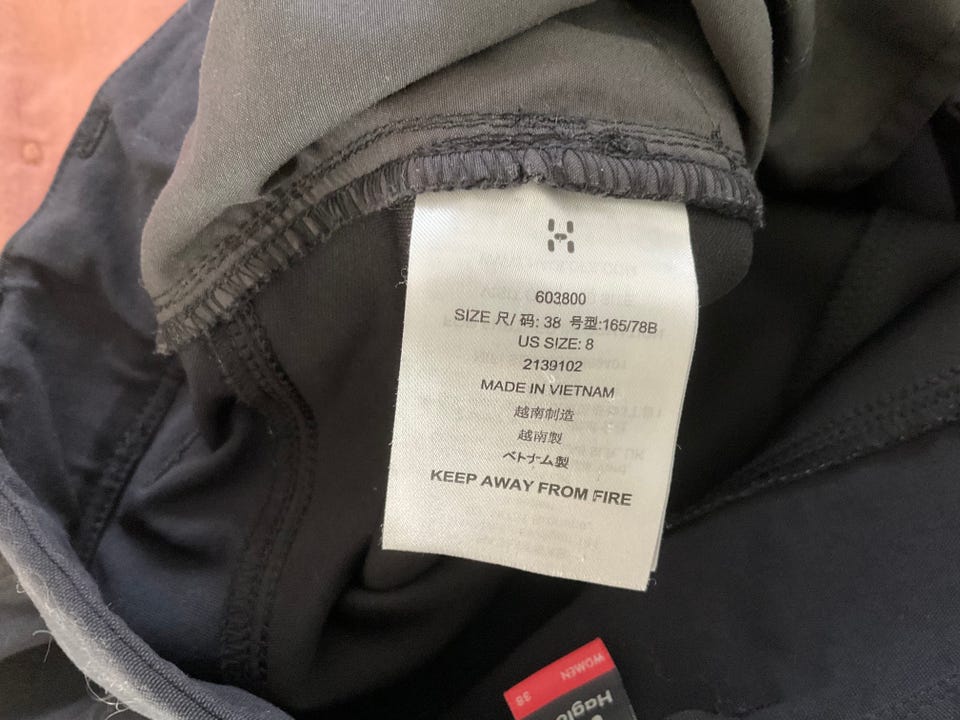 603800
SIZE 尺/ 码: 38 号型:165/78B
US SIZE: 8
2139102
MADE IN VIETNAM
越南制造
越南製
ベトナム製
KEEP AWAY FROM FIRE
WOMEN
38